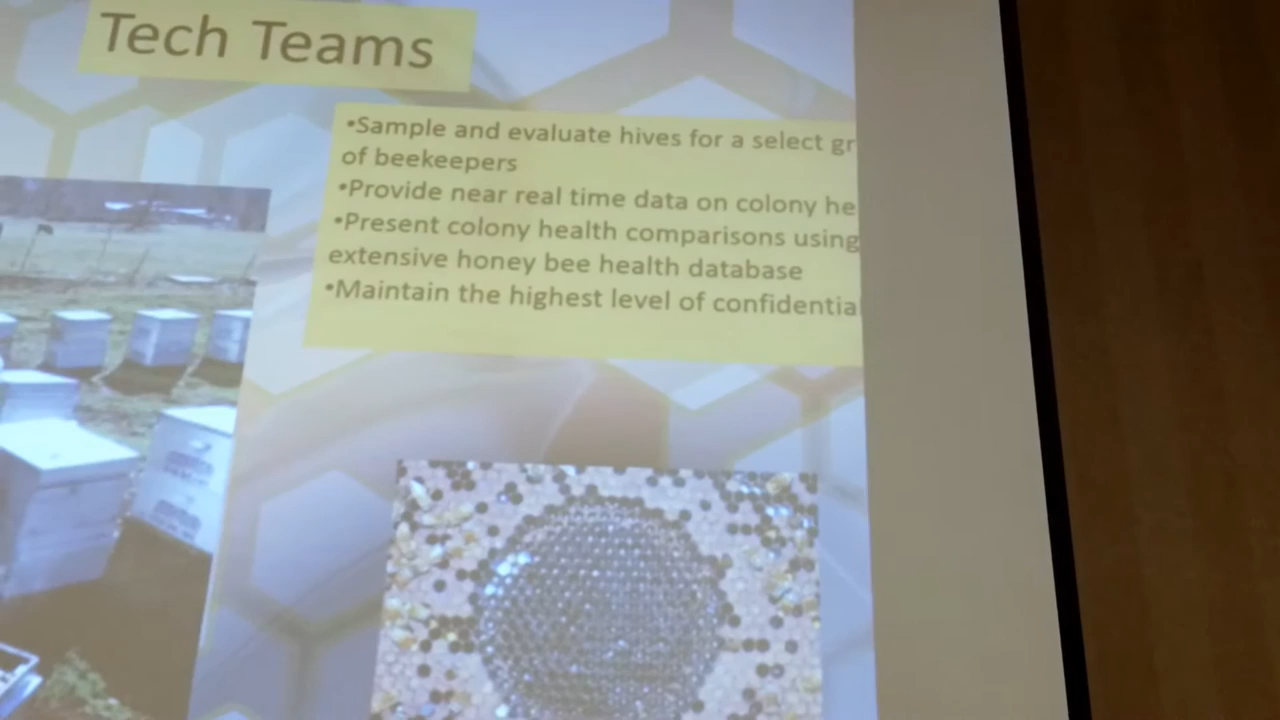 Tech Teams
•Sample and evaluate hives for a select gr
of beekeepers
•Provide near real time data on colony he
•Present colony health comparisons using
extensive honey bee health database
•Maintain the highest level of confidentia